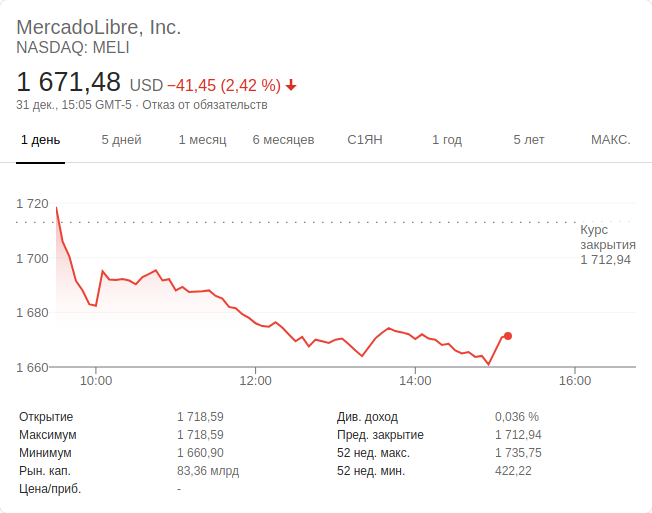 MercadoLibre, Inc.
NASDAQ: MELI
1 671,48 USD −41,45 (2,42 %)
31 дек., 15:05 GMT-5 · Отказ от обязательств
1 день 5 дней 1 месяц 6 месяцев С1ЯН 1 год 5 лет МАКС.
1 720
Курс
закрытия
1 712,94
1 700
1 680
1 660
10:00 12:00 14:00 16:00
Открытие 1 718,59 Див. доход 0,036 %
Максимум 1 718,59 Пред. закрытие 1 712,94
Минимум 1 660,90 52 нед. макс. 1 735,75
Рын. кап. 83,36 млрд 52 нед. мин. 422,22
Цена/приб. -